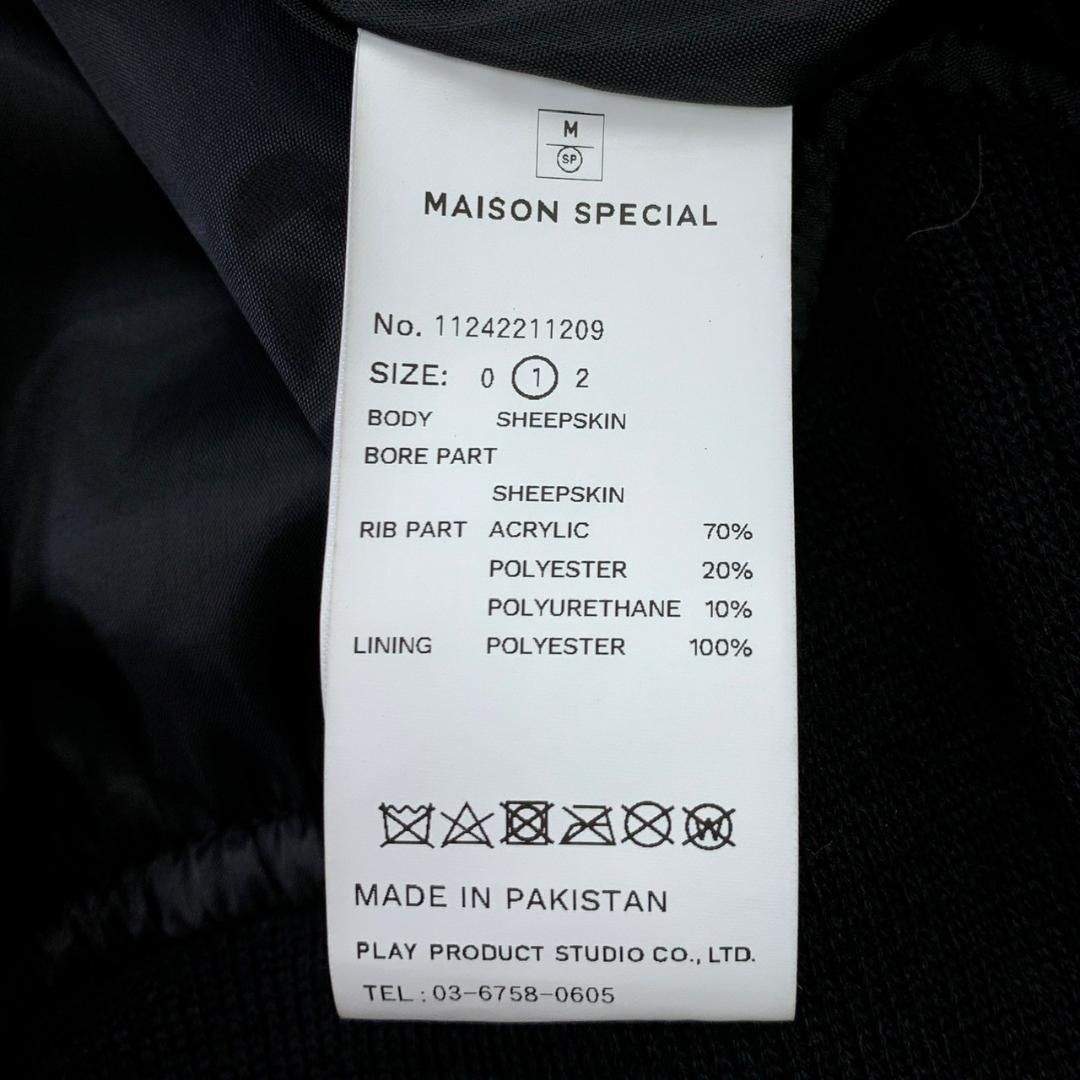 M
SP
MAISON SPECIAL
No. 11242211209
SIZE: 0 1 2
BODY SHEEPSKIN
BORE PART
SHEEPSKIN
RIB PART ACRYLIC 70%
POLYESTER 20%
POLYURETHANE 10%
LINING POLYESTER 100%
W
MADE IN PAKISTAN
PLAY PRODUCT STUDIO CO., LTD.
TEL : 03-6758-0605